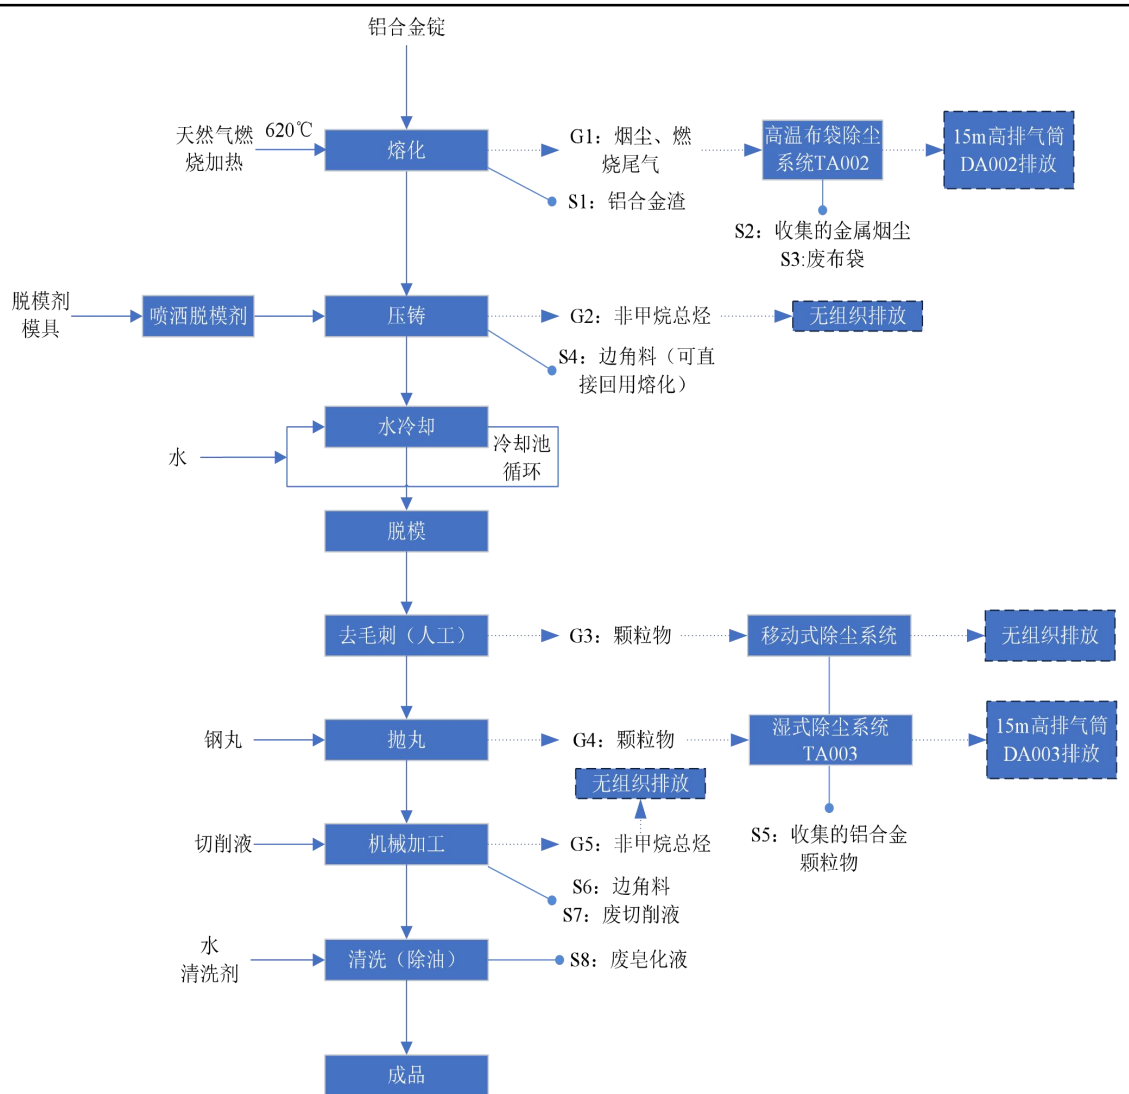 铝合金锭
天然气燃
烧加热
620℃
熔化
G1：烟尘、燃
烧尾气
高温布袋除尘
系统TA002
15m高排气筒
DA002排放
S1：铝合金渣
S2：收集的金属烟尘
S3:废布袋
脱模剂
模具
喷洒脱模剂
压铸
G2：非甲烷总烃
无组织排放
S4：边角料（可直
接回用熔化）
水冷却
冷却池
循环
水
脱模
去毛刺（人工）
G3：颗粒物
移动式除尘系统
无组织排放
钢丸
抛丸
G4：颗粒物
湿式除尘系统
TA003
15m高排气筒
DA003排放
无组织排放
切削液
机械加工
G5：非甲烷总烃
S5：收集的铝合金
颗粒物
S6：边角料
S7：废切削液
水
清洗剂
清洗（除油）
S8：废皂化液
成品